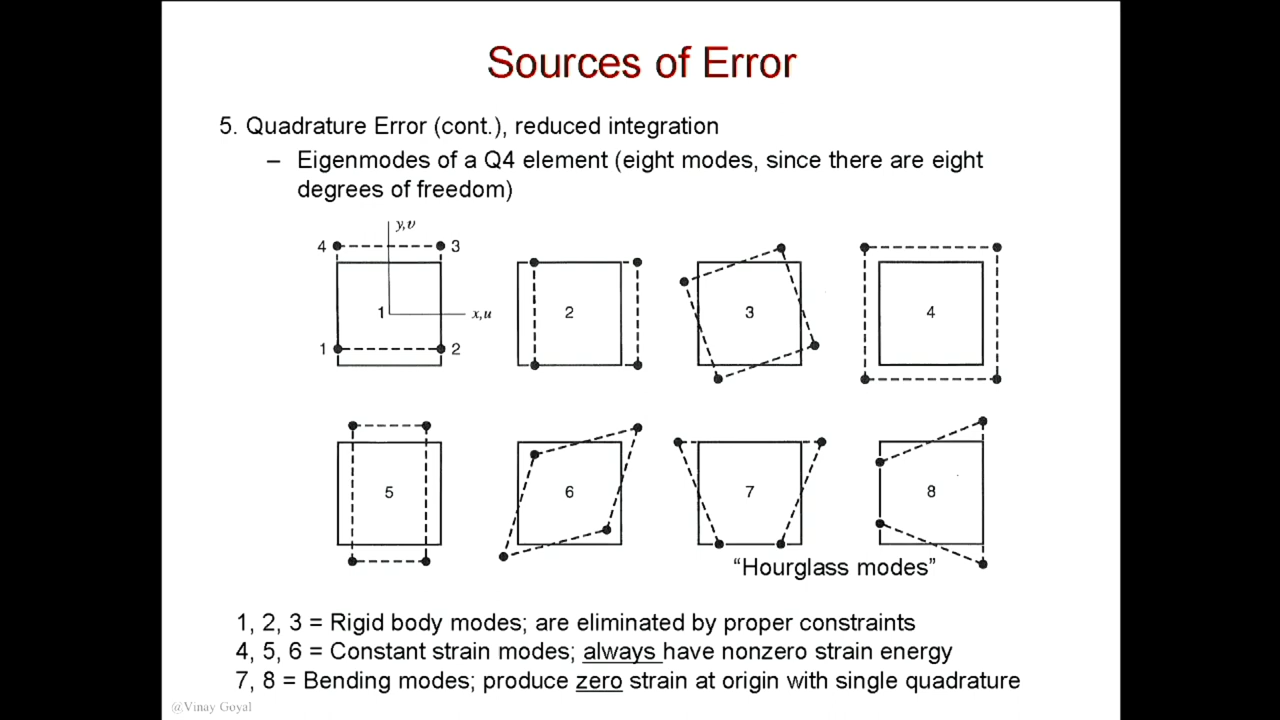 Sources of Error
5. Quadrature Error (cont.), reduced integration
– Eigenmodes of a Q4 element (eight modes, since there are eight
degrees of freedom)
y,v
4
3
1
x,u
1
2
2
3
4
5
6
7
8
“Hourglass modes”
1, 2, 3 = Rigid body modes; are eliminated by proper constraints
4, 5, 6 = Constant strain modes; always have nonzero strain energy
7, 8 = Bending modes; produce zero strain at origin with single quadrature
@Vinay Goyal